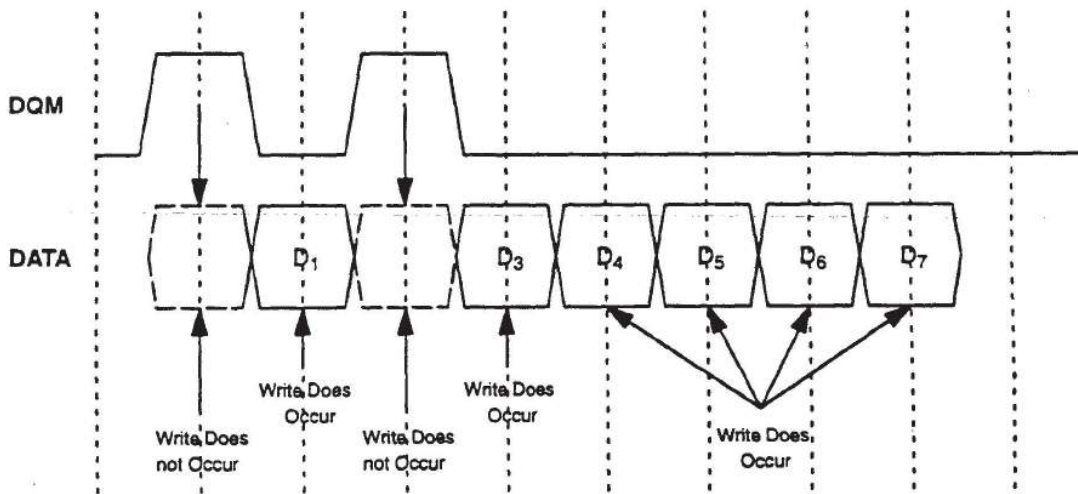 DQM
DATA
D1 D3 D4 D5 D6 D7
Write Does
Occur
Write Does
Occur
Write Does
not Occur
Write Does
not Occur
Write Does
Occur